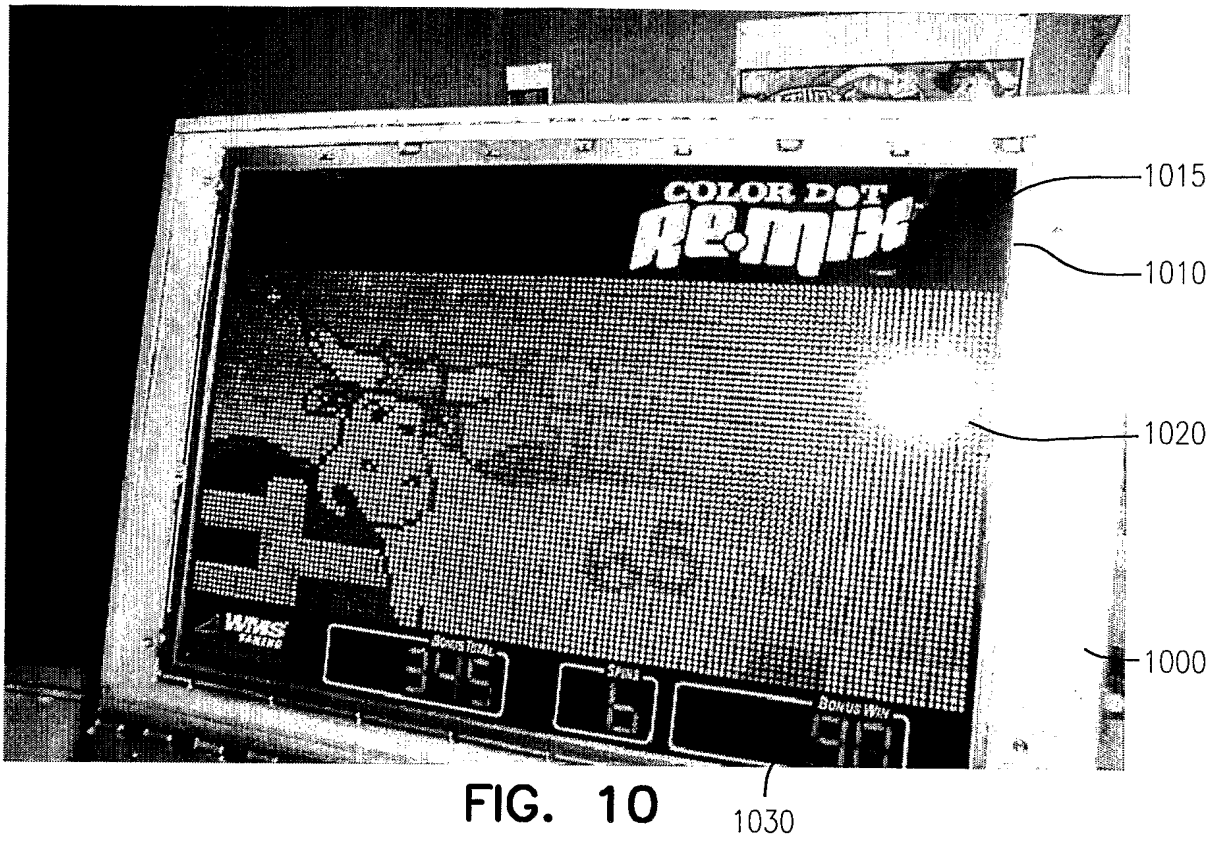 COLOR DOT
Re•mix
1015
1010
1020
WMS
GAMING
BONUS TOTAL
345
SPINS
6
BONUS WIN
1000
FIG. 10
1030